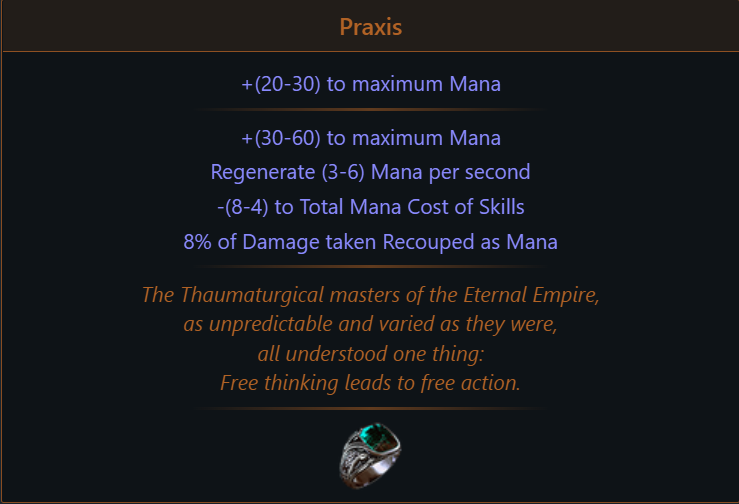 Praxis
+(20-30) to maximum Mana
+(30-60) to maximum Mana
Regenerate (3-6) Mana per second
-(8-4) to Total Mana Cost of Skills
8% of Damage taken Recouped as Mana
The Thaumaturgical masters of the Eternal Empire,
as unpredictable and varied as they were,
all understood one thing:
Free thinking leads to free action.